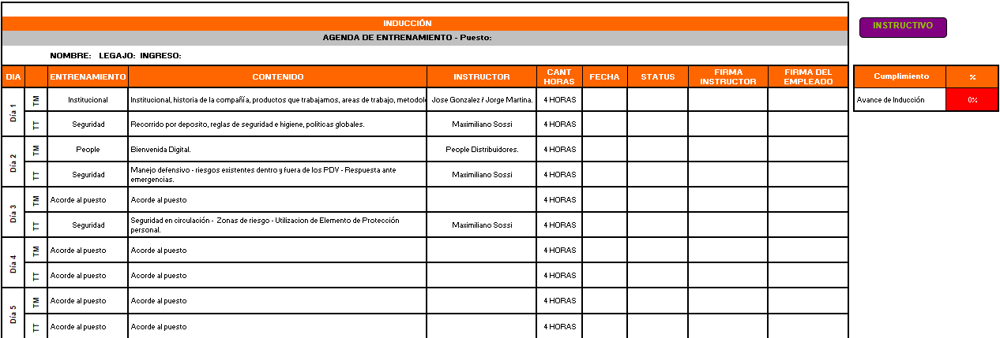 INDUCCIÓN
INSTRUCTIVO
AGENDA DE ENTRENAMIENTO - Puesto:
NOMBRE: LEGAJO: INGRESO:
DIA ENTRENAMIENTO CONTENIDO INSTRUCTOR CANT HORAS FECHA STATUS FIRMA INSTRUCTOR FIRMA DEL EMPLEADO
Cumplimiento %
Avance de Inducción 0%
Día 1
TM Institucional Institucional, historia de la compañía, productos que trabajamos, areas de trabajo, metodolo Jose Gonzalez / Jorge Martina. 4 HORAS
TT Seguridad Recorrido por deposito, reglas de seguridad e higiene, politicas globales. Maximiliano Sossi 4 HORAS
Día 2
TM People Bienvenida Digital. People Distribuidores. 4 HORAS
TT Seguridad Manejo defensivo - riesgos existentes dentro y fuera de los PDV - Respuesta ante
emergencias. Maximiliano Sossi 4 HORAS
Día 3
TM Acorde al puesto Acorde al puesto 4 HORAS
TT Seguridad Seguridad en circulación - Zonas de riesgo - Utilizacion de Elemento de Protección
personal. Maximiliano Sossi 4 HORAS
Día 4
TM Acorde al puesto Acorde al puesto 4 HORAS
TT Acorde al puesto Acorde al puesto 4 HORAS
Día 5
TM Acorde al puesto Acorde al puesto 4 HORAS
TT Acorde al puesto Acorde al puesto 4 HORAS